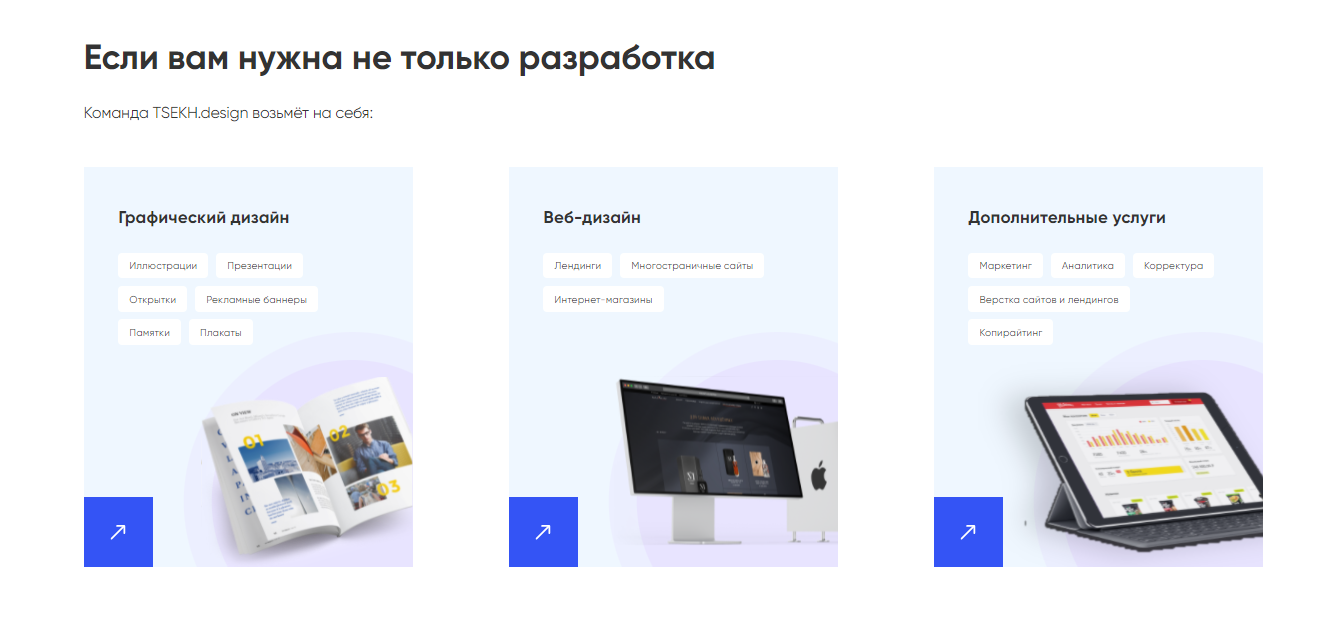 Если вам нужна не только разработка
Команда TSEKH.design возьмёт на себя:
Графический дизайн
Иллюстрации
Презентации
Открытки
Рекламные баннеры
Памятки
Плакаты
01
02
03
Веб-дизайн
Лендинги
Многостраничные сайты
Интернет-магазины
Дополнительные услуги
Маркетинг
Аналитика
Корректура
Верстка сайтов и лендингов
Копирайтинг